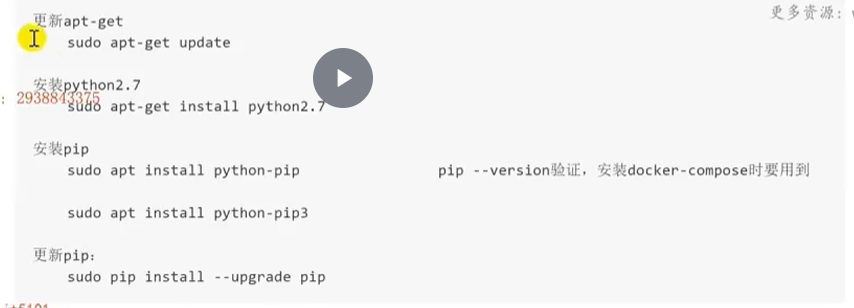 更多资源:
更新apt-get
sudo apt-get update
安装python2.7
: 2938843375
sudo apt-get install python2.7
安装pip
sudo apt install python-pip pip --version验证，安装docker-compose时要用到
sudo apt install python-pip3
更新pip：
sudo pip install --upgrade pip